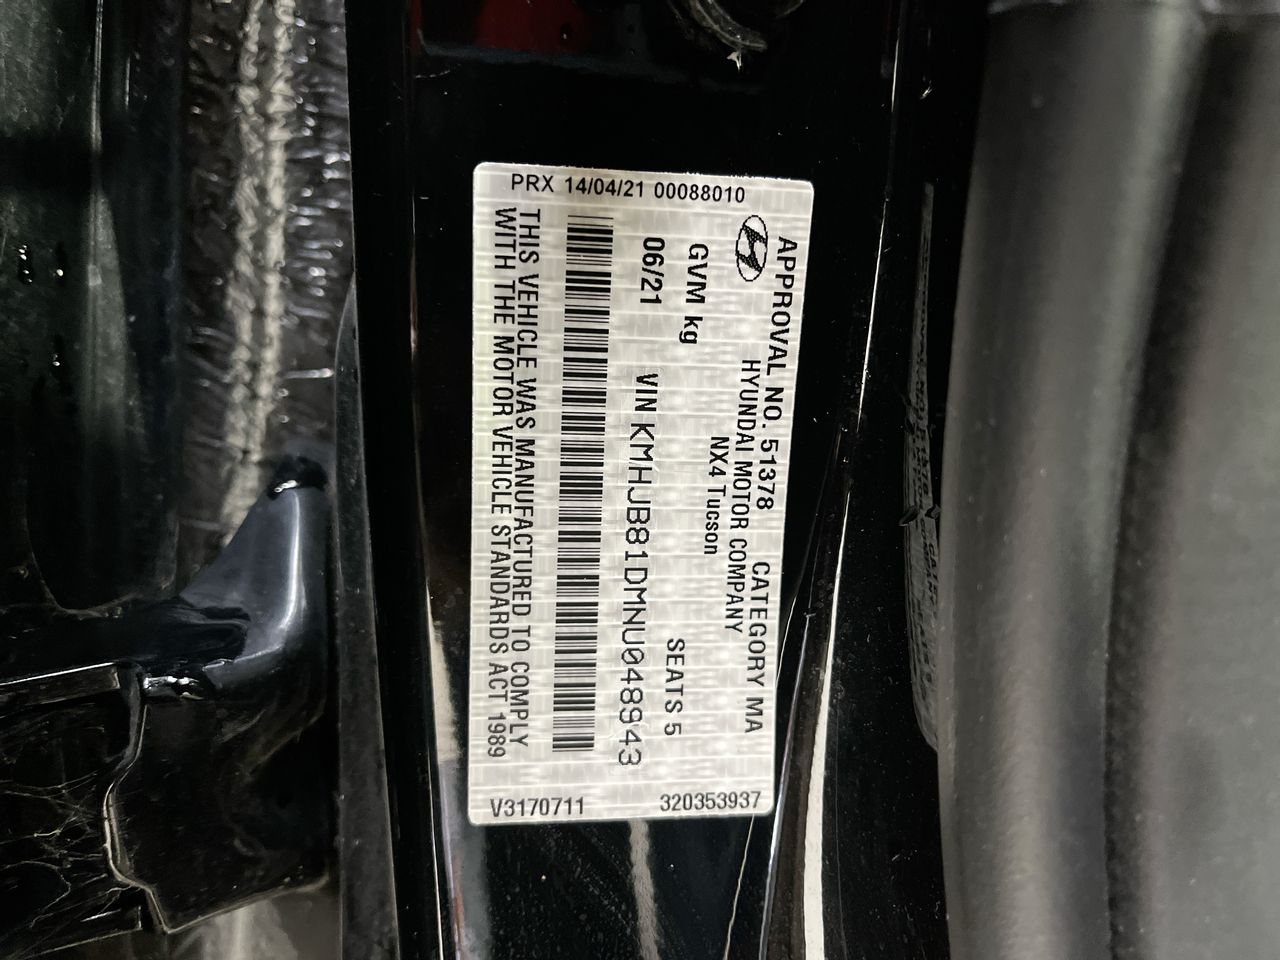 PRX 14/04/21 00088010
APPROVAL NO. 51378 CATEGORY MA
HYUNDAI MOTOR COMPANY
NX4 Tucson
GVM kg SEATS 5
06/21 VIN KMHJB81DMNU048943
THIS VEHICLE WAS MANUFACTURED TO COMPLY
WITH THE MOTOR VEHICLE STANDARDS ACT 1989
V3170711 320353937